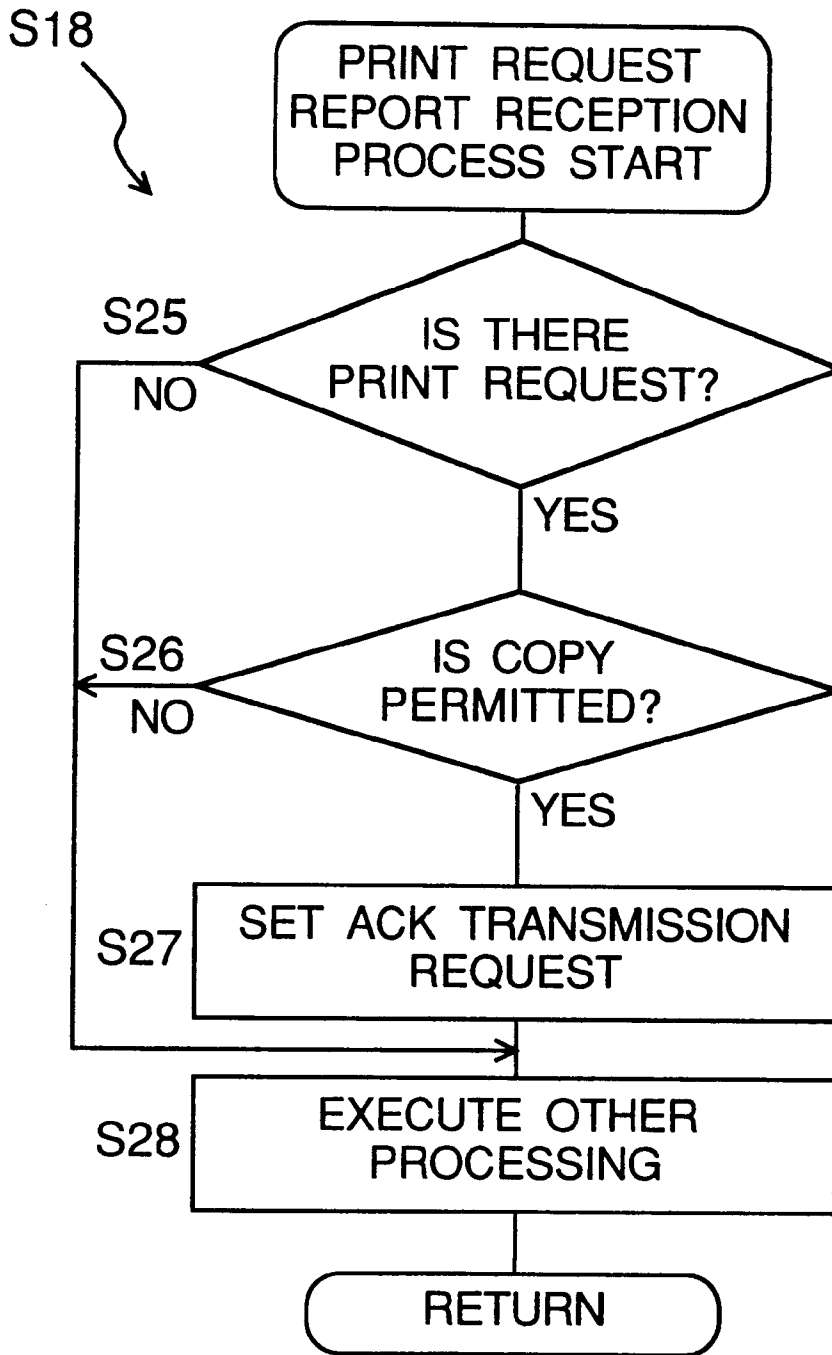 S18
PRINT REQUEST
REPORT RECEPTION
PROCESS START
S25
IS THERE
PRINT REQUEST?
NO
YES
S26
IS COPY
PERMITTED?
NO
YES
S27
SET ACK TRANSMISSION
REQUEST
S28
EXECUTE OTHER
PROCESSING
RETURN